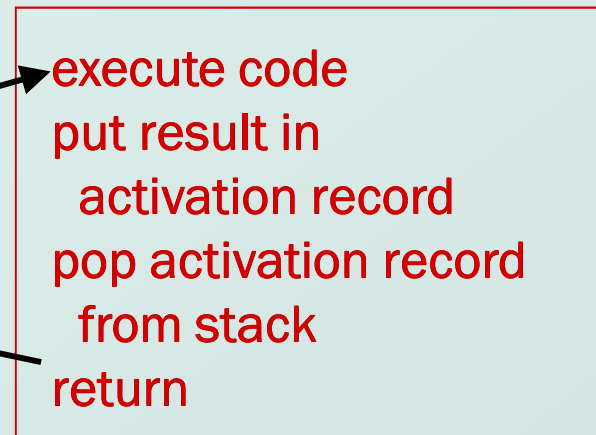 execute code
put result in
activation record
pop activation record
from stack
return